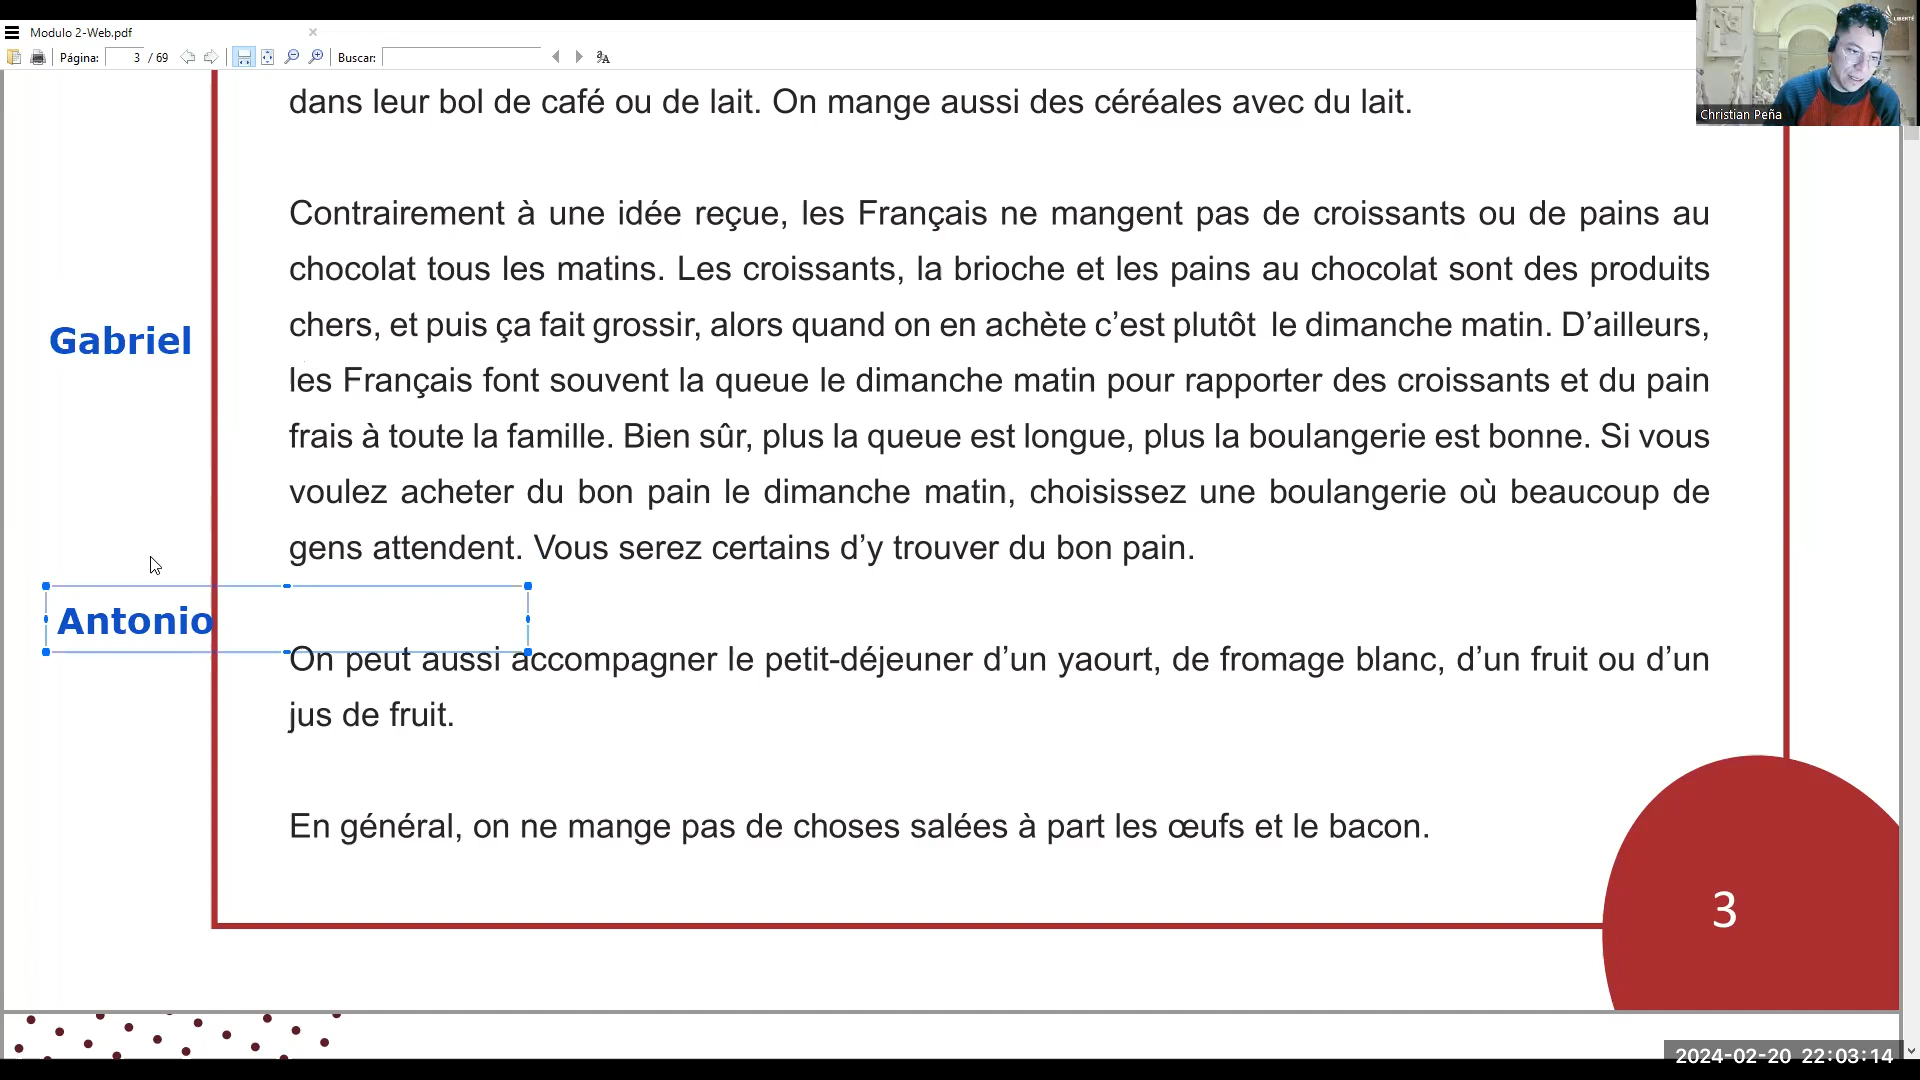 Modulo 2-Web.pdf
Página: 3 / 69 Buscar:
LIBERTÉ
Christian Peña
dans leur bol de café ou de lait. On mange aussi des céréales avec du lait.
Contrairement à une idée reçue, les Français ne mangent pas de croissants ou de pains au
chocolat tous les matins. Les croissants, la brioche et les pains au chocolat sont des produits
chers, et puis ça fait grossir, alors quand on en achète c’est plutôt le dimanche matin. D’ailleurs,
Gabriel
les Français font souvent la queue le dimanche matin pour rapporter des croissants et du pain
frais à toute la famille. Bien sûr, plus la queue est longue, plus la boulangerie est bonne. Si vous
voulez acheter du bon pain le dimanche matin, choisissez une boulangerie où beaucoup de
gens attendent. Vous serez certains d’y trouver du bon pain.
Antonio
On peut aussi accompagner le petit-déjeuner d’un yaourt, de fromage blanc, d’un fruit ou d’un
jus de fruit.
En général, on ne mange pas de choses salées à part les œufs et le bacon.
3
2024-02-20 22:03:14